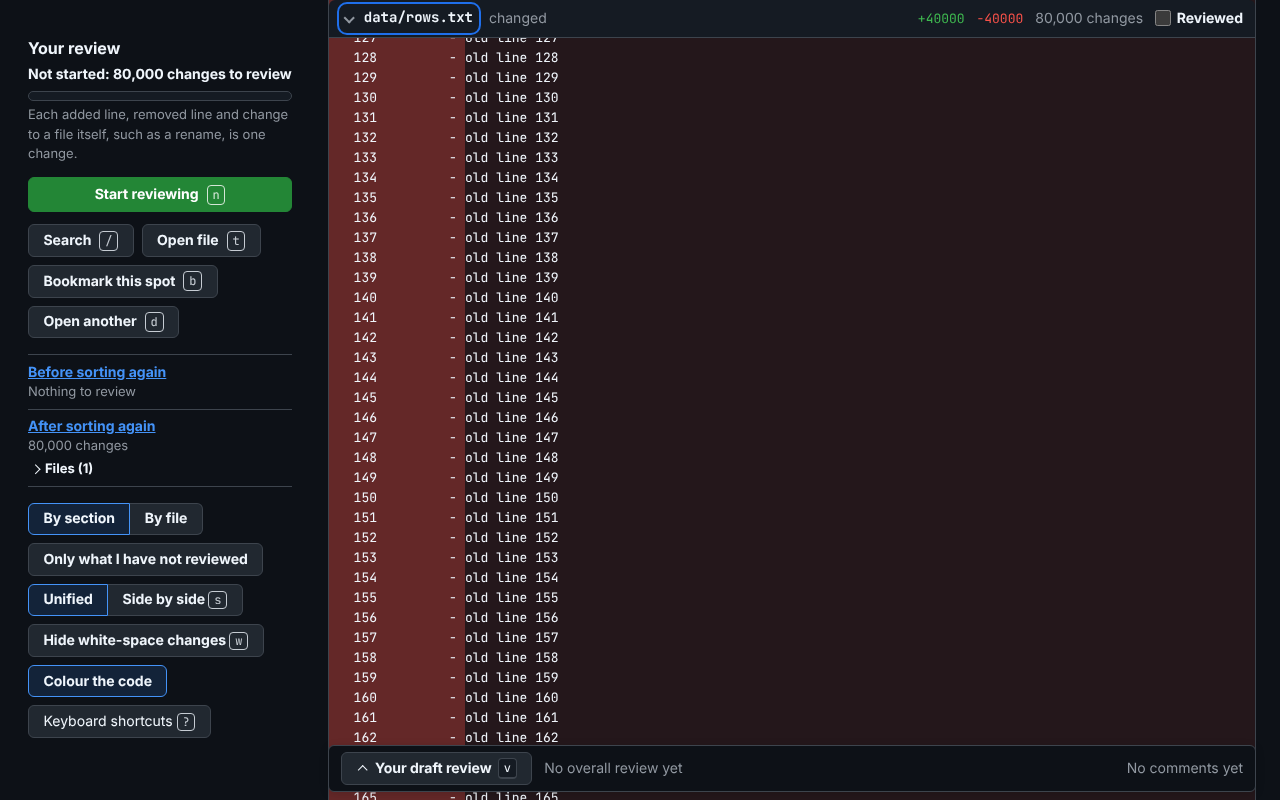 Your review
Not started: 80,000 changes to review
Each added line, removed line and change
to a file itself, such as a rename, is one
change.
Start reviewing n
Search / Open file t
Bookmark this spot b
Open another d
Before sorting again
Nothing to review
After sorting again
80,000 changes
Files (1)
By section By file
Only what I have not reviewed
Unified Side by side s
Hide white-space changes w
Colour the code
Keyboard shortcuts ?
data/rows.txt changed +40000 -40000 80,000 changes Reviewed
127 - old line 127
128 - old line 128
129 - old line 129
130 - old line 130
131 - old line 131
132 - old line 132
133 - old line 133
134 - old line 134
135 - old line 135
136 - old line 136
137 - old line 137
138 - old line 138
139 - old line 139
140 - old line 140
141 - old line 141
142 - old line 142
143 - old line 143
144 - old line 144
145 - old line 145
146 - old line 146
147 - old line 147
148 - old line 148
149 - old line 149
150 - old line 150
151 - old line 151
152 - old line 152
153 - old line 153
154 - old line 154
155 - old line 155
156 - old line 156
157 - old line 157
158 - old line 158
159 - old line 159
160 - old line 160
161 - old line 161
162 - old line 162
Your draft review v No overall review yet No comments yet
165 - old line 165